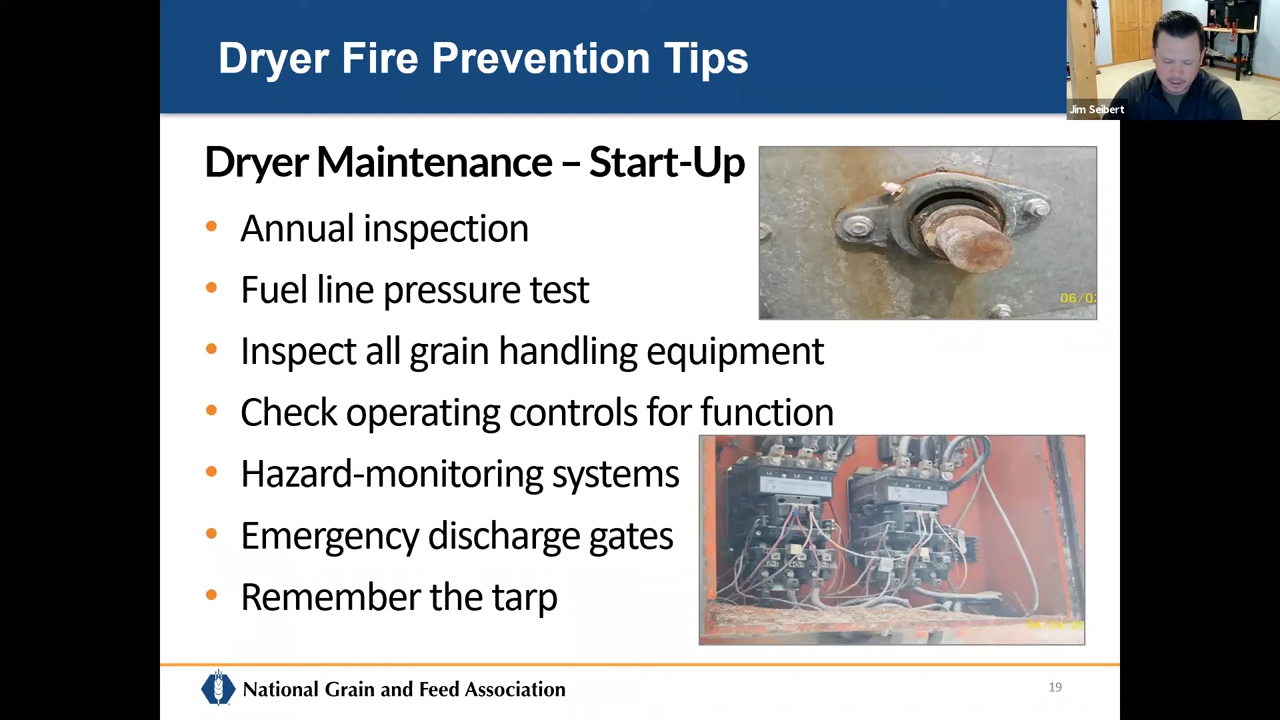 Dryer Fire Prevention Tips
Jim Seibert
Dryer Maintenance – Start-Up
• Annual inspection
• Fuel line pressure test
06/02
• Inspect all grain handling equipment
• Check operating controls for function
• Hazard-monitoring systems
• Emergency discharge gates
• Remember the tarp
National Grain and Feed Association
19